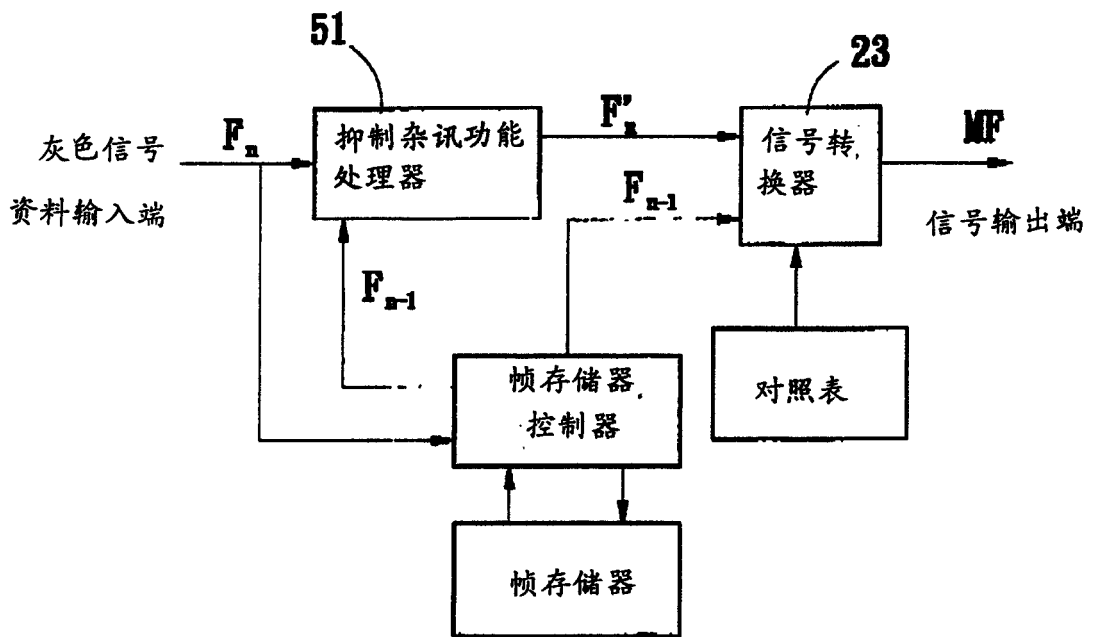 51
23
灰色信号
资料输入端
Fn
抑制杂讯功能
处理器
F'n
信号转
换器
MF
信号输出端
Fn-1
Fn-1
帧存储器
控制器
对照表
帧存储器